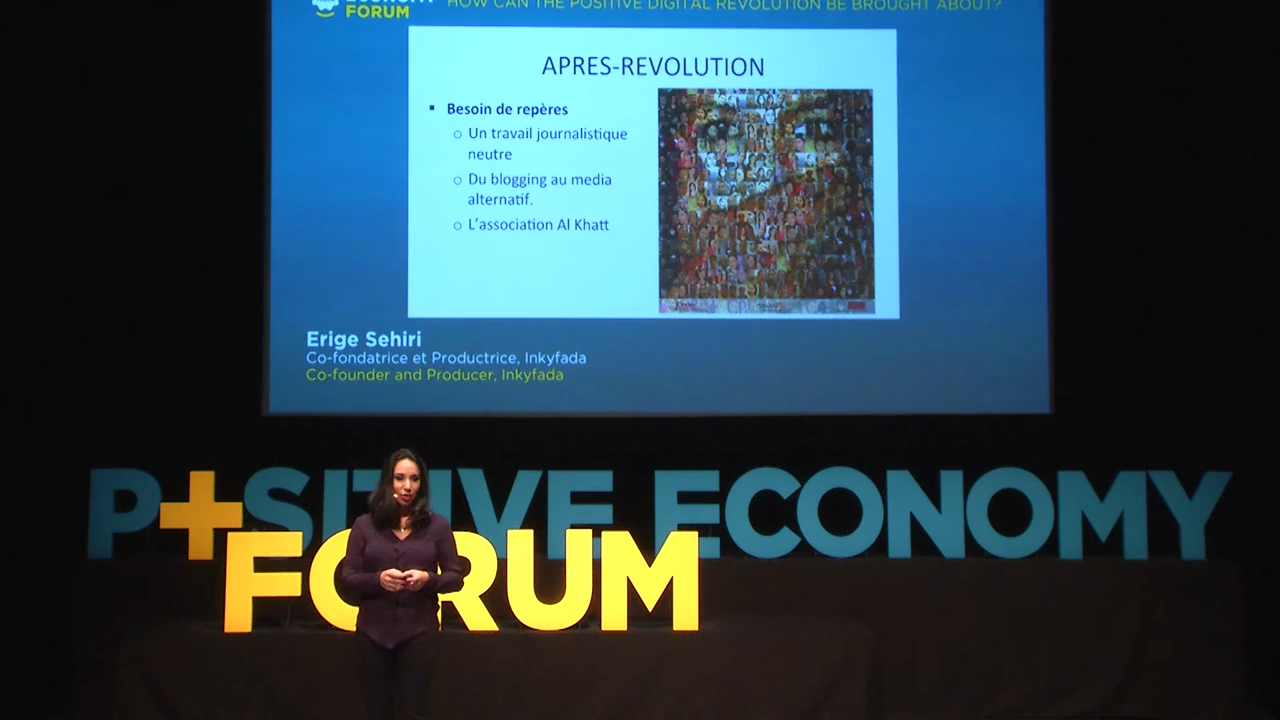 ECONOMY
FORUM
HOW CAN THE POSITIVE DIGITAL REVOLUTION BE BROUGHT ABOUT?
APRES-REVOLUTION
▪ Besoin de repères
o Un travail journalistique
neutre
o Du blogging au media
alternatif.
o L'association Al Khatt
Erige Sehiri
Co-fondatrice et Productrice, Inkyfada
Co-founder and Producer, Inkyfada
P+SITIVE ECONOMY
FORUM